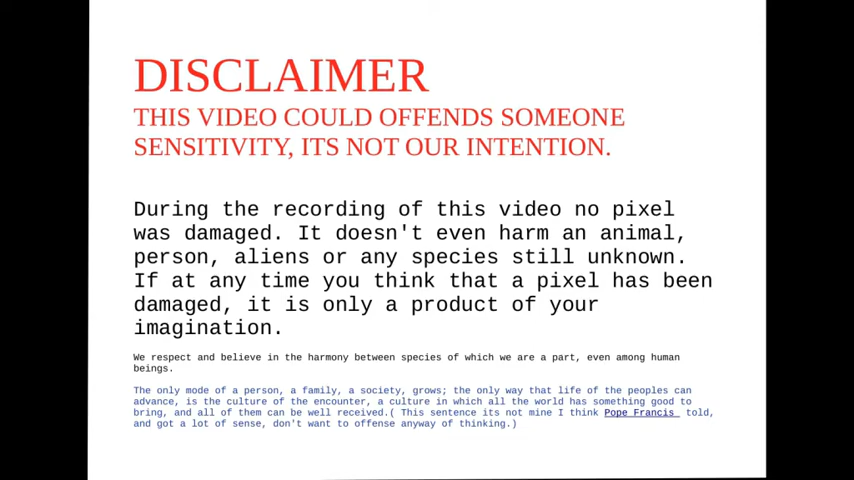 DISCLAIMER
THIS VIDEO COULD OFFENDS SOMEONE
SENSITIVITY, ITS NOT OUR INTENTION.
During the recording of this video no pixel
was damaged. It doesn't even harm an animal,
person, aliens or any species still unknown.
If at any time you think that a pixel has been
damaged, it is only a product of your
imagination.
We respect and believe in the harmony between species of which we are a part, even among human
beings.
The only mode of a person, a family, a society, grows; the only way that life of the peoples can
advance, is the culture of the encounter, a culture in which all the world has something good to
bring, and all of them can be well received.( This sentence its not mine I think Pope Francis  told,
and got a lot of sense, don't want to offense anyway of thinking.)